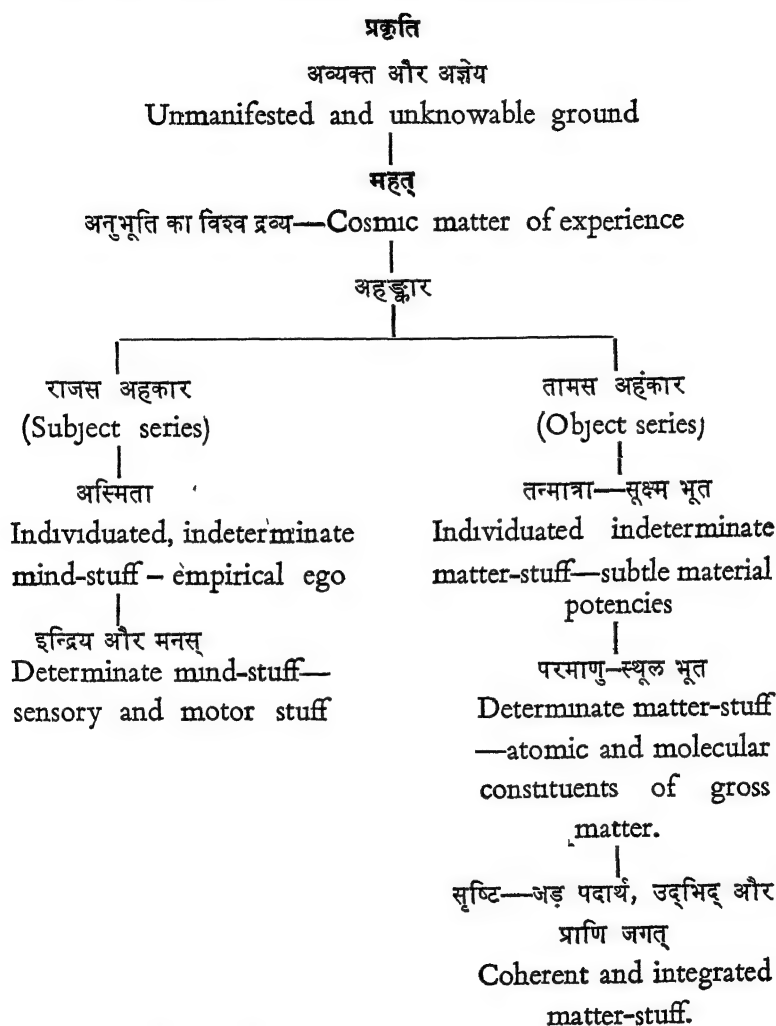 प्रकृति
अव्यक्त और अज्ञेय
Unmanifested and unknowable ground
महत्
अनुभूति का विश्व द्रव्य—Cosmic matter of experience
अहङ्कार
राजस अहकार
(Subject series)
अस्मिता
Individuated, indeterminate
mind-stuff – empirical ego
इन्द्रिय और मनस्
Determinate mind-stuff—
sensory and motor stuff
तामस अहंकार
(Object series)
तन्मात्रा—सूक्ष्म भूत
Individuated indeterminate
matter-stuff—subtle material
potencies
परमाणु–स्थूल भूत
Determinate matter-stuff
—atomic and molecular
constituents of gross
matter.
सृष्टि—जड़ पदार्थ, उद्भिद् और
प्राणि जगत्
Coherent and integrated
matter-stuff.